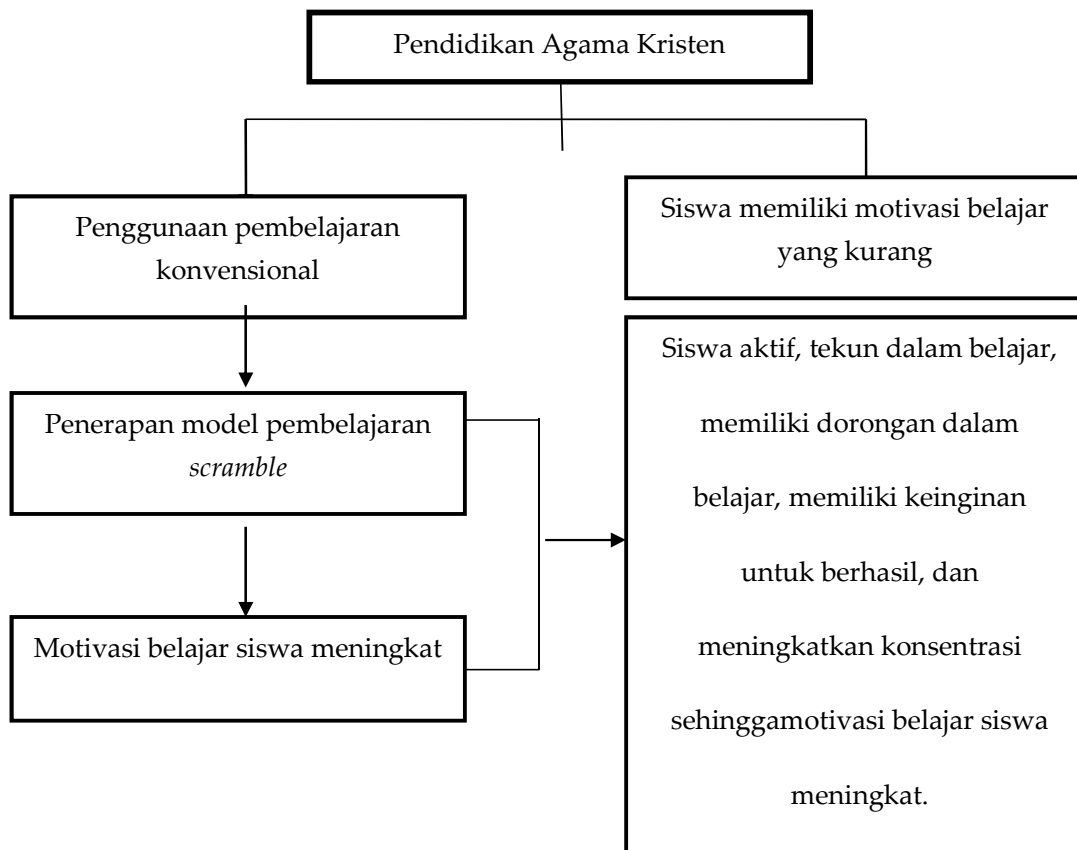 Pendidikan Agama Kristen
Penggunaan pembelajaran
konvensional
Siswa memiliki motivasi belajar
yang kurang
Penerapan model pembelajaran
scramble
Motivasi belajar siswa meningkat
Siswa aktif, tekun dalam belajar,
memiliki dorongan dalam
belajar, memiliki keinginan
untuk berhasil, dan
meningkatkan konsentrasi
sehinggamotivasi belajar siswa
meningkat.